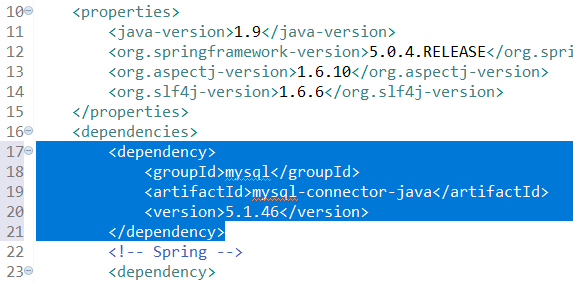 10 <properties>
11 <java-version>1.9</java-version>
12 <org.springframework-version>5.0.4.RELEASE</org.spri
13 <org.aspectj-version>1.6.10</org.aspectj-version>
14 <org.slf4j-version>1.6.6</org.slf4j-version>
15 </properties>
16 <dependencies>
17 <dependency>
18 <groupId>mysql</groupId>
19 <artifactId>mysql-connector-java</artifactId>
20 <version>5.1.46</version>
21 </dependency>
22 <!-- Spring -->
23 <dependency>